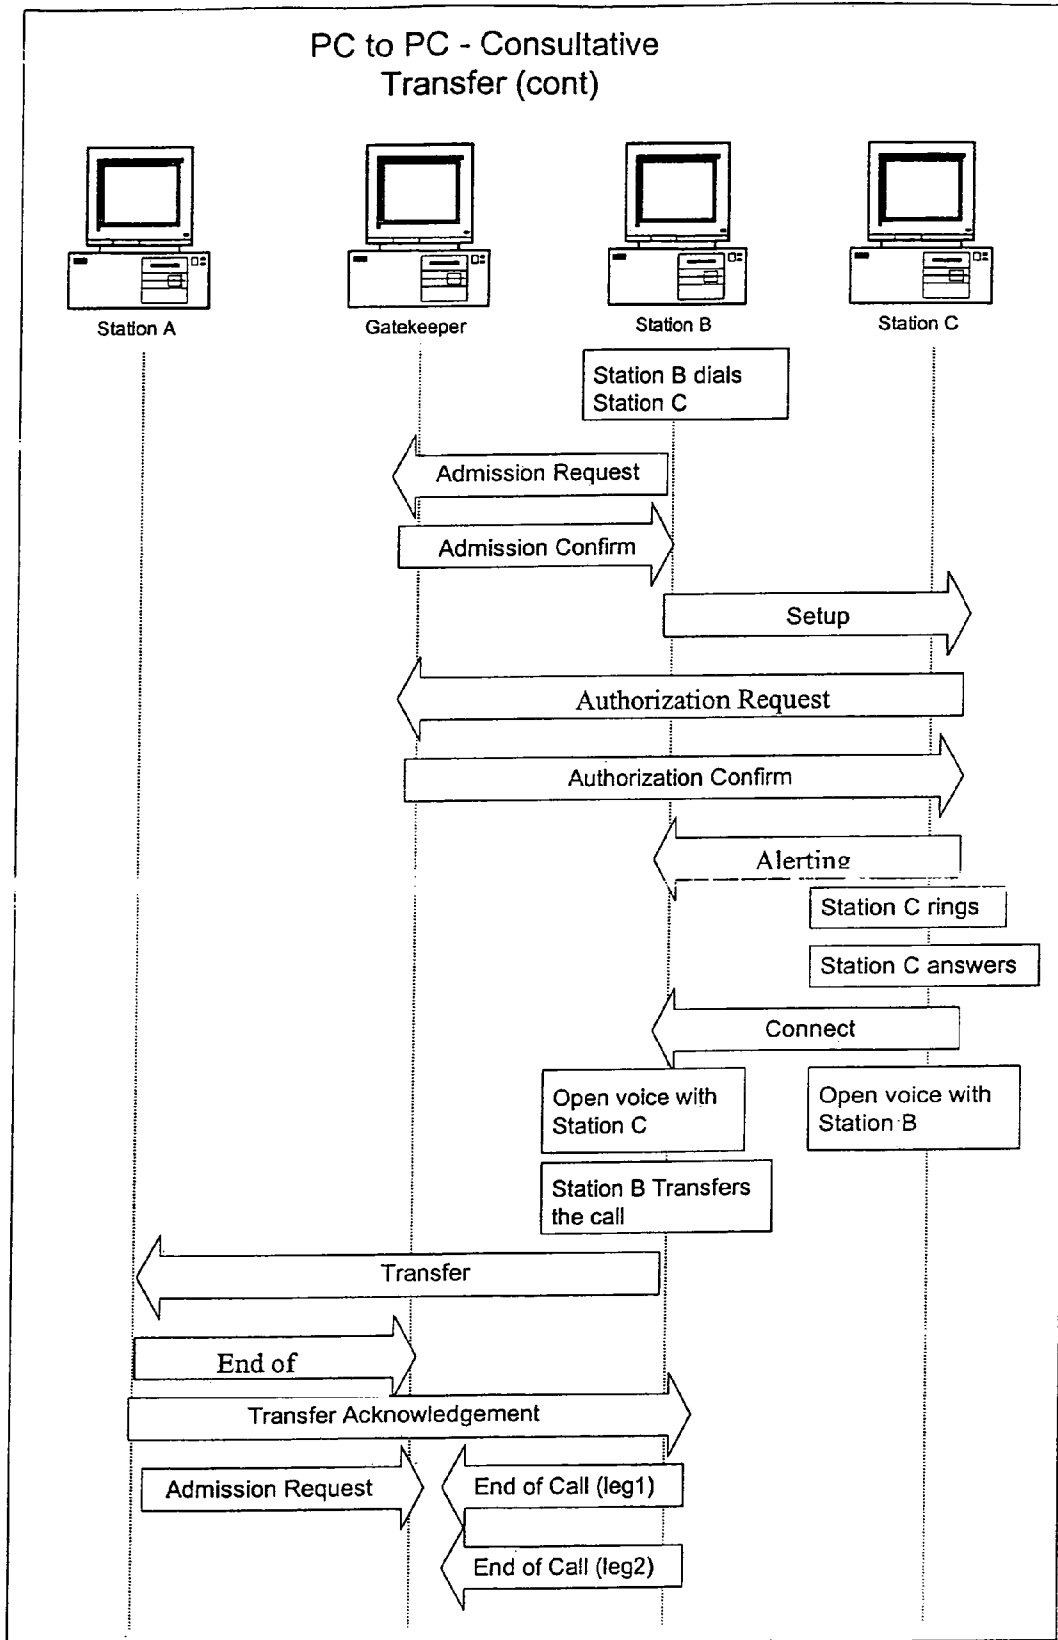 PC to PC - Consultative
Transfer (cont)
Station A
Gatekeeper
Station B
Station C
Station B dials
Station C
Admission Request
Admission Confirm
Setup
Authorization Request
Authorization Confirm
Alerting
Station C rings
Station C answers
Connect
Open voice with
Station C
Open voice with
Station B
Station B Transfers
the call
Transfer
End of
Transfer Acknowledgement
Admission Request
End of Call (leg1)
End of Call (leg2)